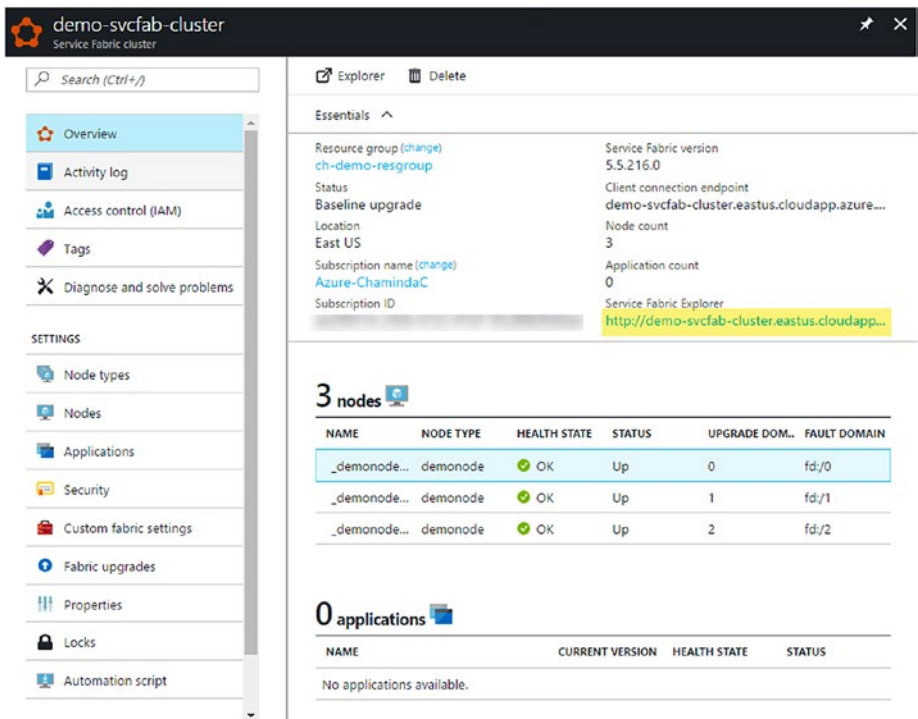 demo-svcfab-cluster
Service Fabric cluster
Search (Ctrl+/)
Overview
Activity log
Access control (IAM)
Tags
Diagnose and solve problems
SETTINGS
Node types
Nodes
Applications
Security
Custom fabric settings
Fabric upgrades
Properties
Locks
Automation script
Explorer Delete
Essentials
Resource group (change)
ch-demo-resgroup
Status
Baseline upgrade
Location
East US
Subscription name (change)
Azure-ChamindaC
Subscription ID
Service Fabric version
5.5.216.0
Client connection endpoint
demo-svcfab-cluster.eastus.cloudapp.azure....
Node count
3
Application count
0
Service Fabric Explorer
http://demo-svcfab-cluster.eastus.cloudapp...
3 nodes
NAME NODE TYPE HEALTH STATE STATUS UPGRADE DOM... FAULT DOMAIN
_demonode... demonode OK Up 0 fd:/0
_demonode... demonode OK Up 1 fd:/1
_demonode... demonode OK Up 2 fd:/2
0 applications
NAME CURRENT VERSION HEALTH STATE STATUS
No applications available.